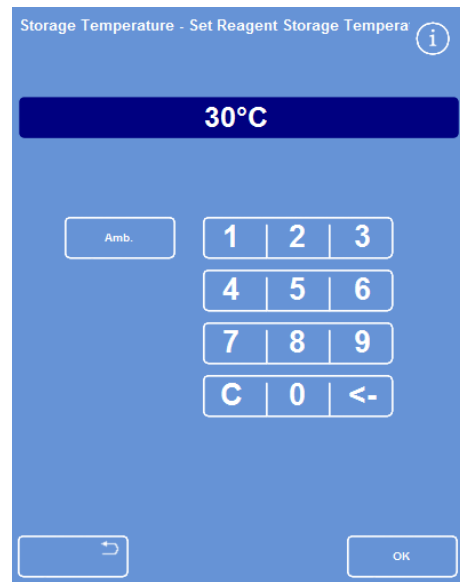 Storage Temperature - Set Reagent Storage Tempera
i
30°C
Amb.
1 2 3
4 5 6
7 8 9
C 0 <-
OK